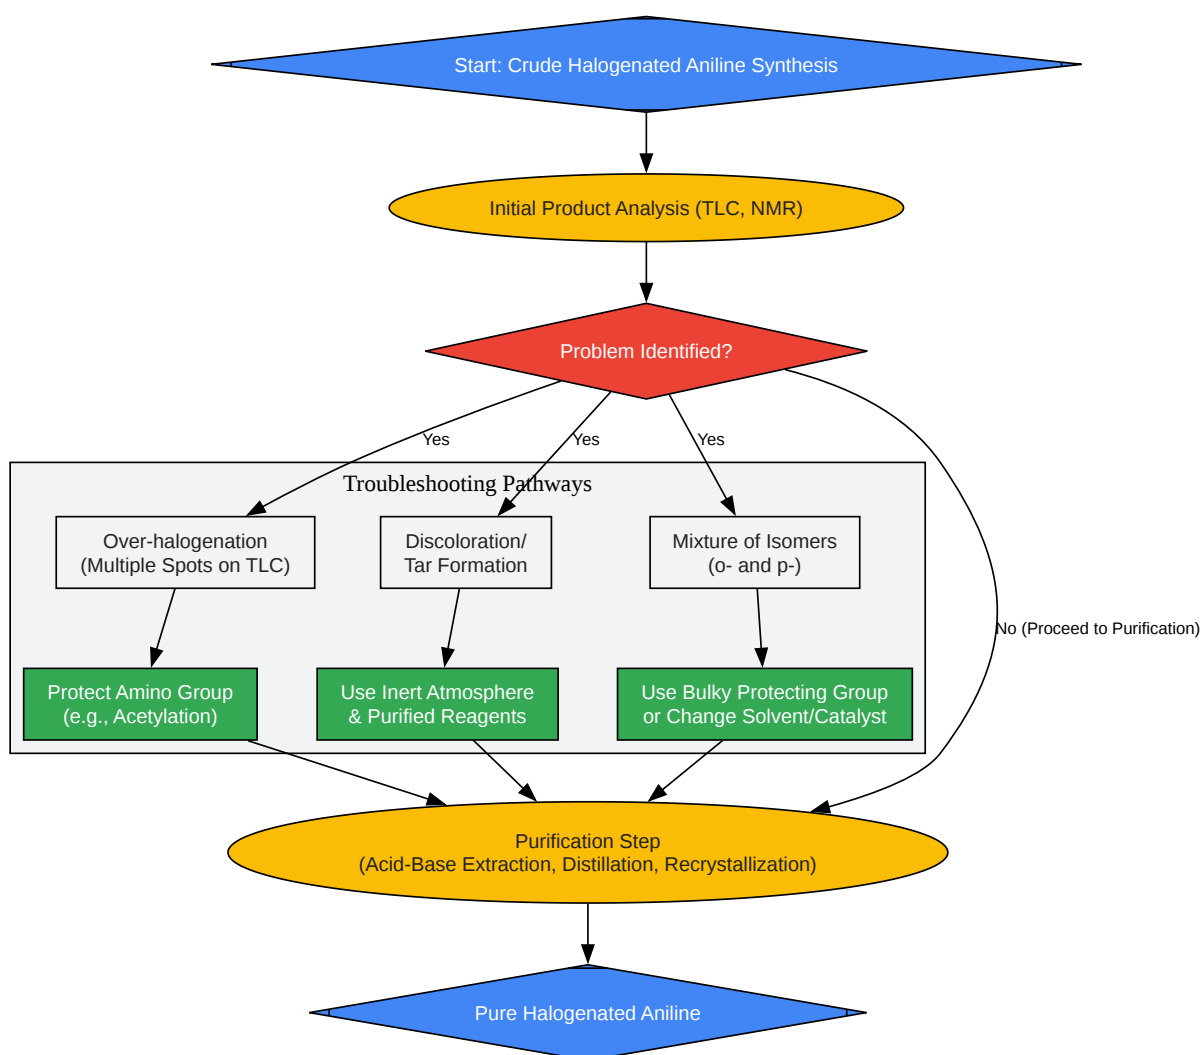 Start: Crude Halogenated Aniline Synthesis
Initial Product Analysis (TLC, NMR)
Problem Identified?
Yes
Yes
Yes
Troubleshooting Pathways
Over-halogenation
(Multiple Spots on TLC)
Discoloration/
Tar Formation
Mixture of Isomers
(o- and p-)
No (Proceed to Purification)
Protect Amino Group
(e.g., Acetylation)
Use Inert Atmosphere
& Purified Reagents
Use Bulky Protecting Group
or Change Solvent/Catalyst
Purification Step
(Acid-Base Extraction, Distillation, Recrystallization)
Pure Halogenated Aniline